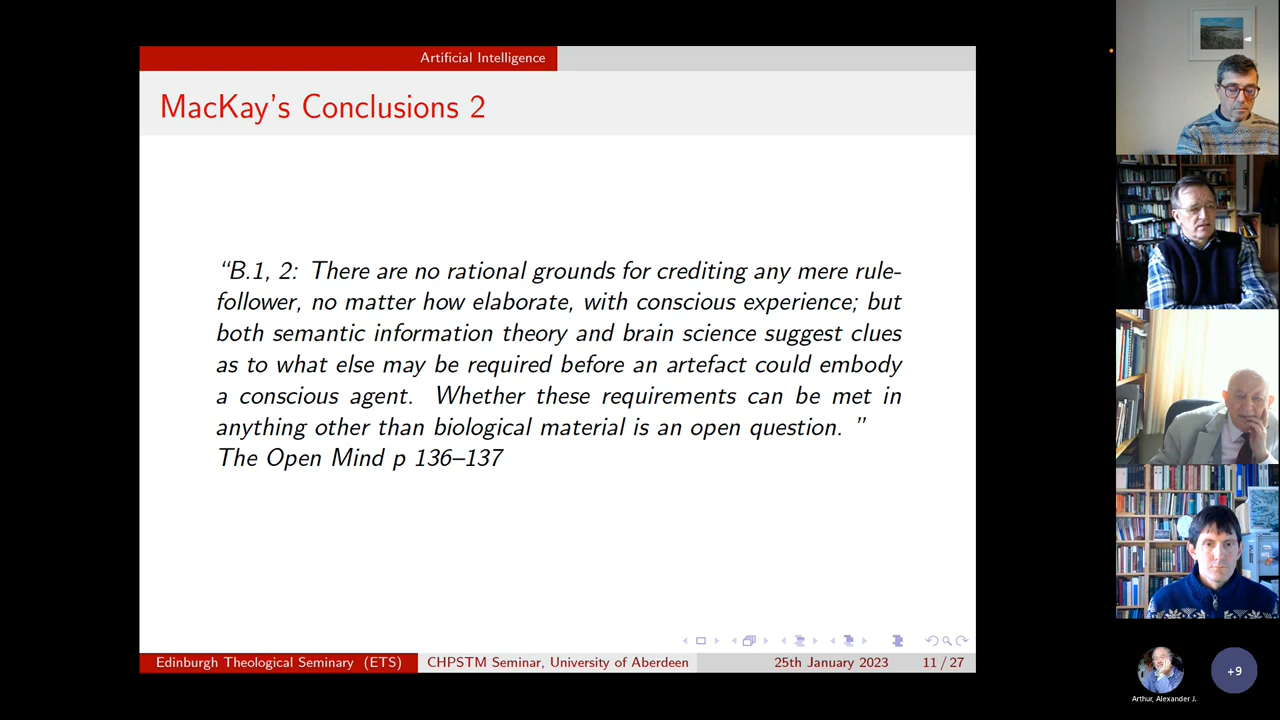 Artificial Intelligence
MacKay's Conclusions 2
“B.1, 2: There are no rational grounds for crediting any mere rule-
follower, no matter how elaborate, with conscious experience; but
both semantic information theory and brain science suggest clues
as to what else may be required before an artefact could embody
a conscious agent. Whether these requirements can be met in
anything other than biological material is an open question. ”
The Open Mind p 136–137
Edinburgh Theological Seminary (ETS)
CHPSTM Seminar, University of Aberdeen
25th January 2023
11 / 27
+9
Arthur, Alexander J.